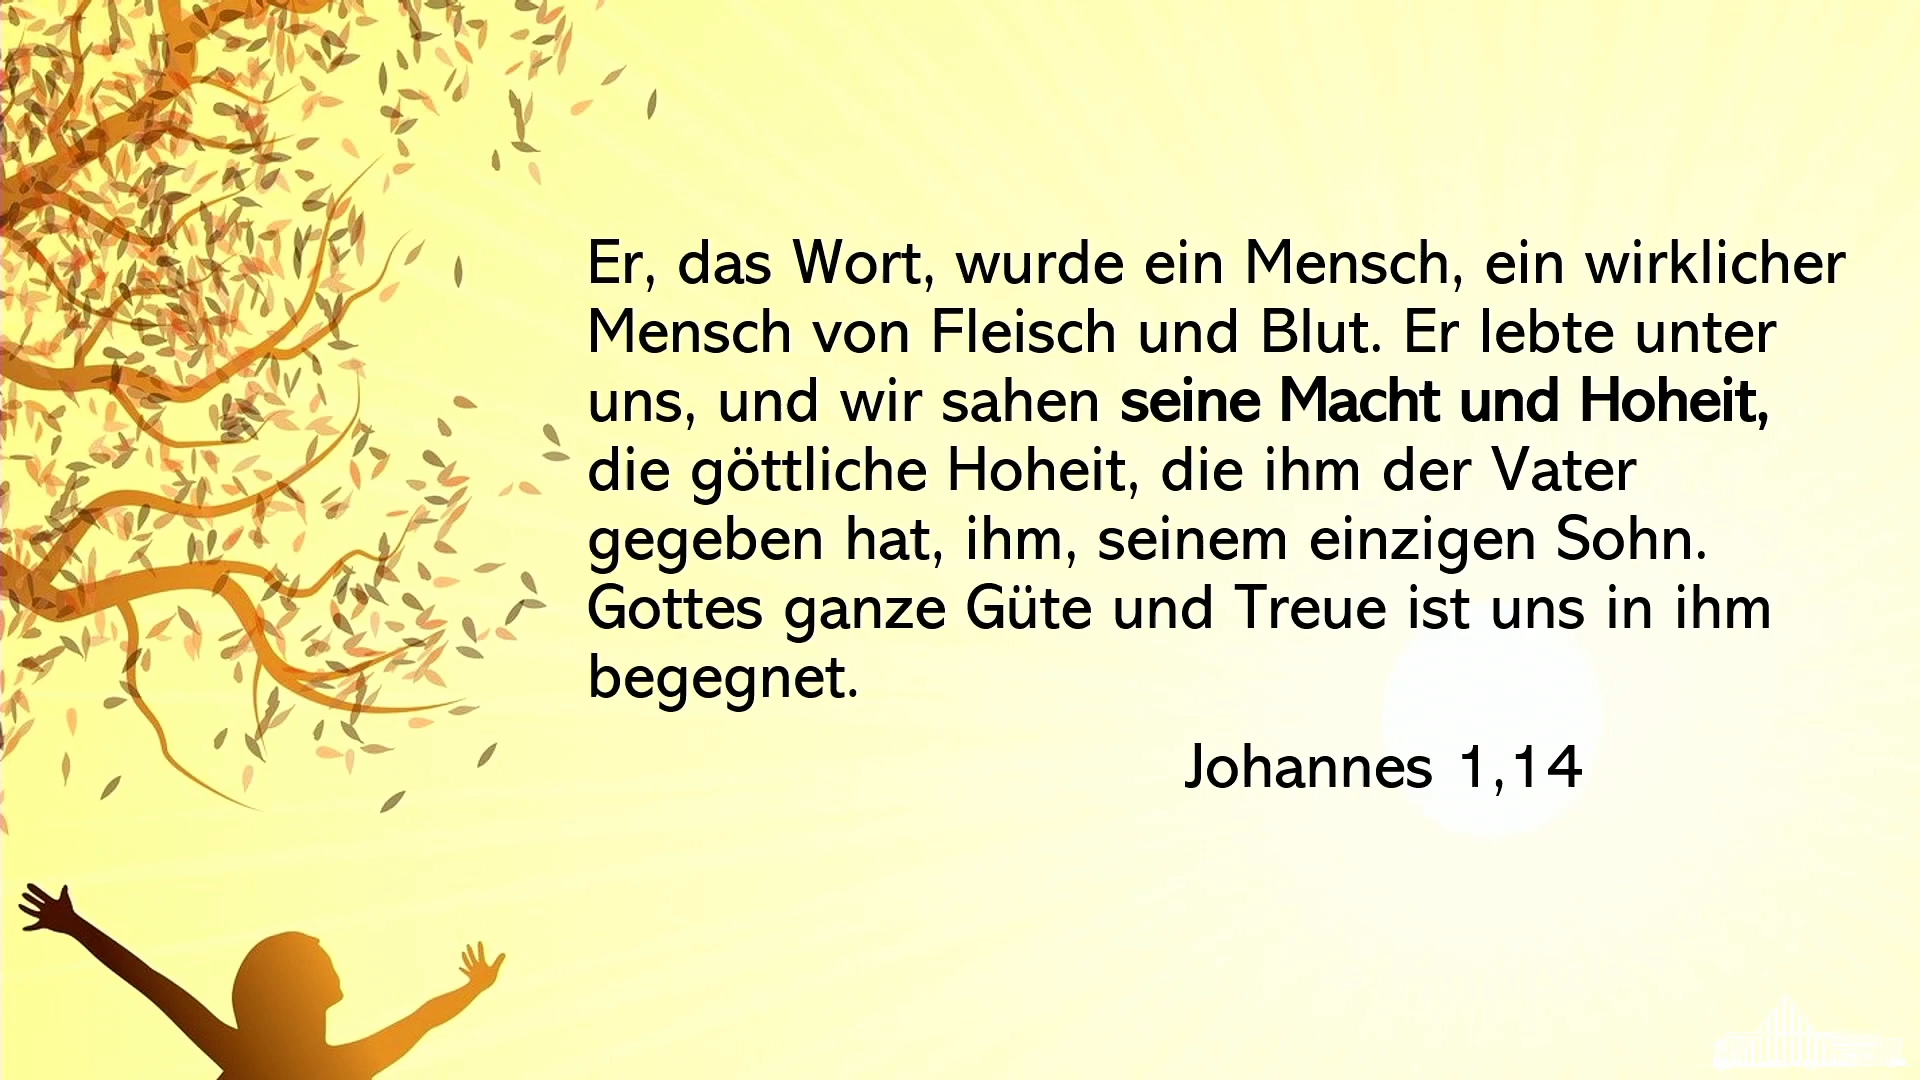 Er, das Wort, wurde ein Mensch, ein wirklicher
Mensch von Fleisch und Blut. Er lebte unter
uns, und wir sahen seine Macht und Hoheit,
die göttliche Hoheit, die ihm der Vater
gegeben hat, ihm, seinem einzigen Sohn.
Gottes ganze Güte und Treue ist uns in ihm
begegnet.
Johannes 1,14